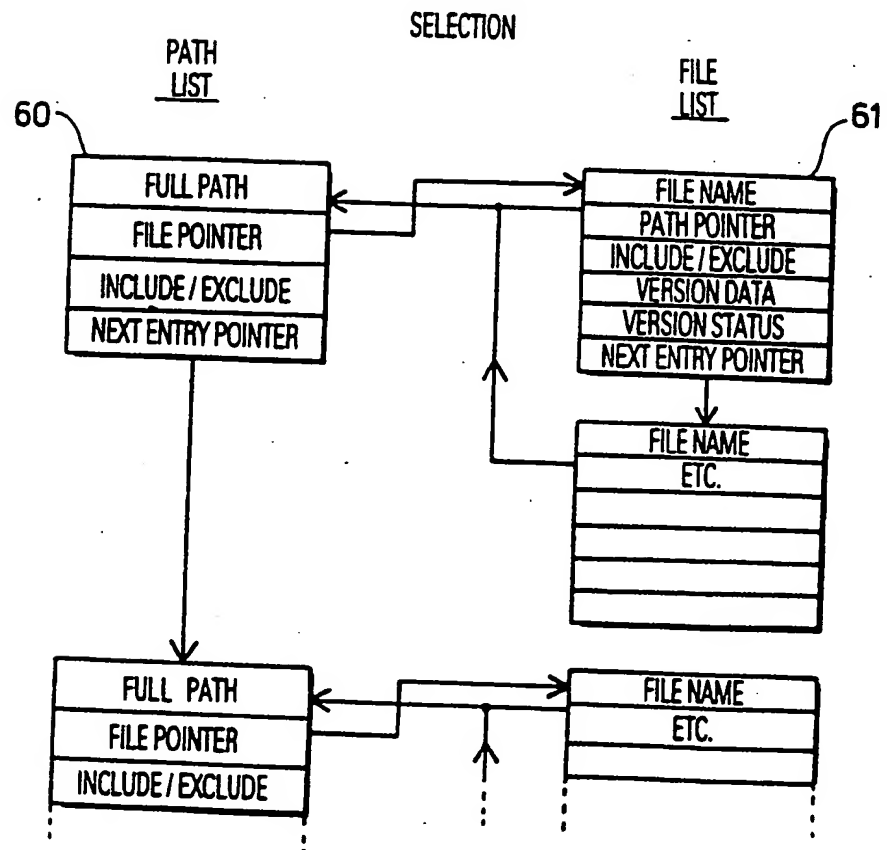 SELECTION
PATH
LIST
FILE
LIST
60
61
FULL PATH
FILE POINTER
INCLUDE / EXCLUDE
NEXT ENTRY POINTER
FILE NAME
PATH POINTER
INCLUDE / EXCLUDE
VERSION DATA
VERSION STATUS
NEXT ENTRY POINTER
FILE NAME
ETC.
FULL PATH
FILE POINTER
INCLUDE / EXCLUDE
FILE NAME
ETC.